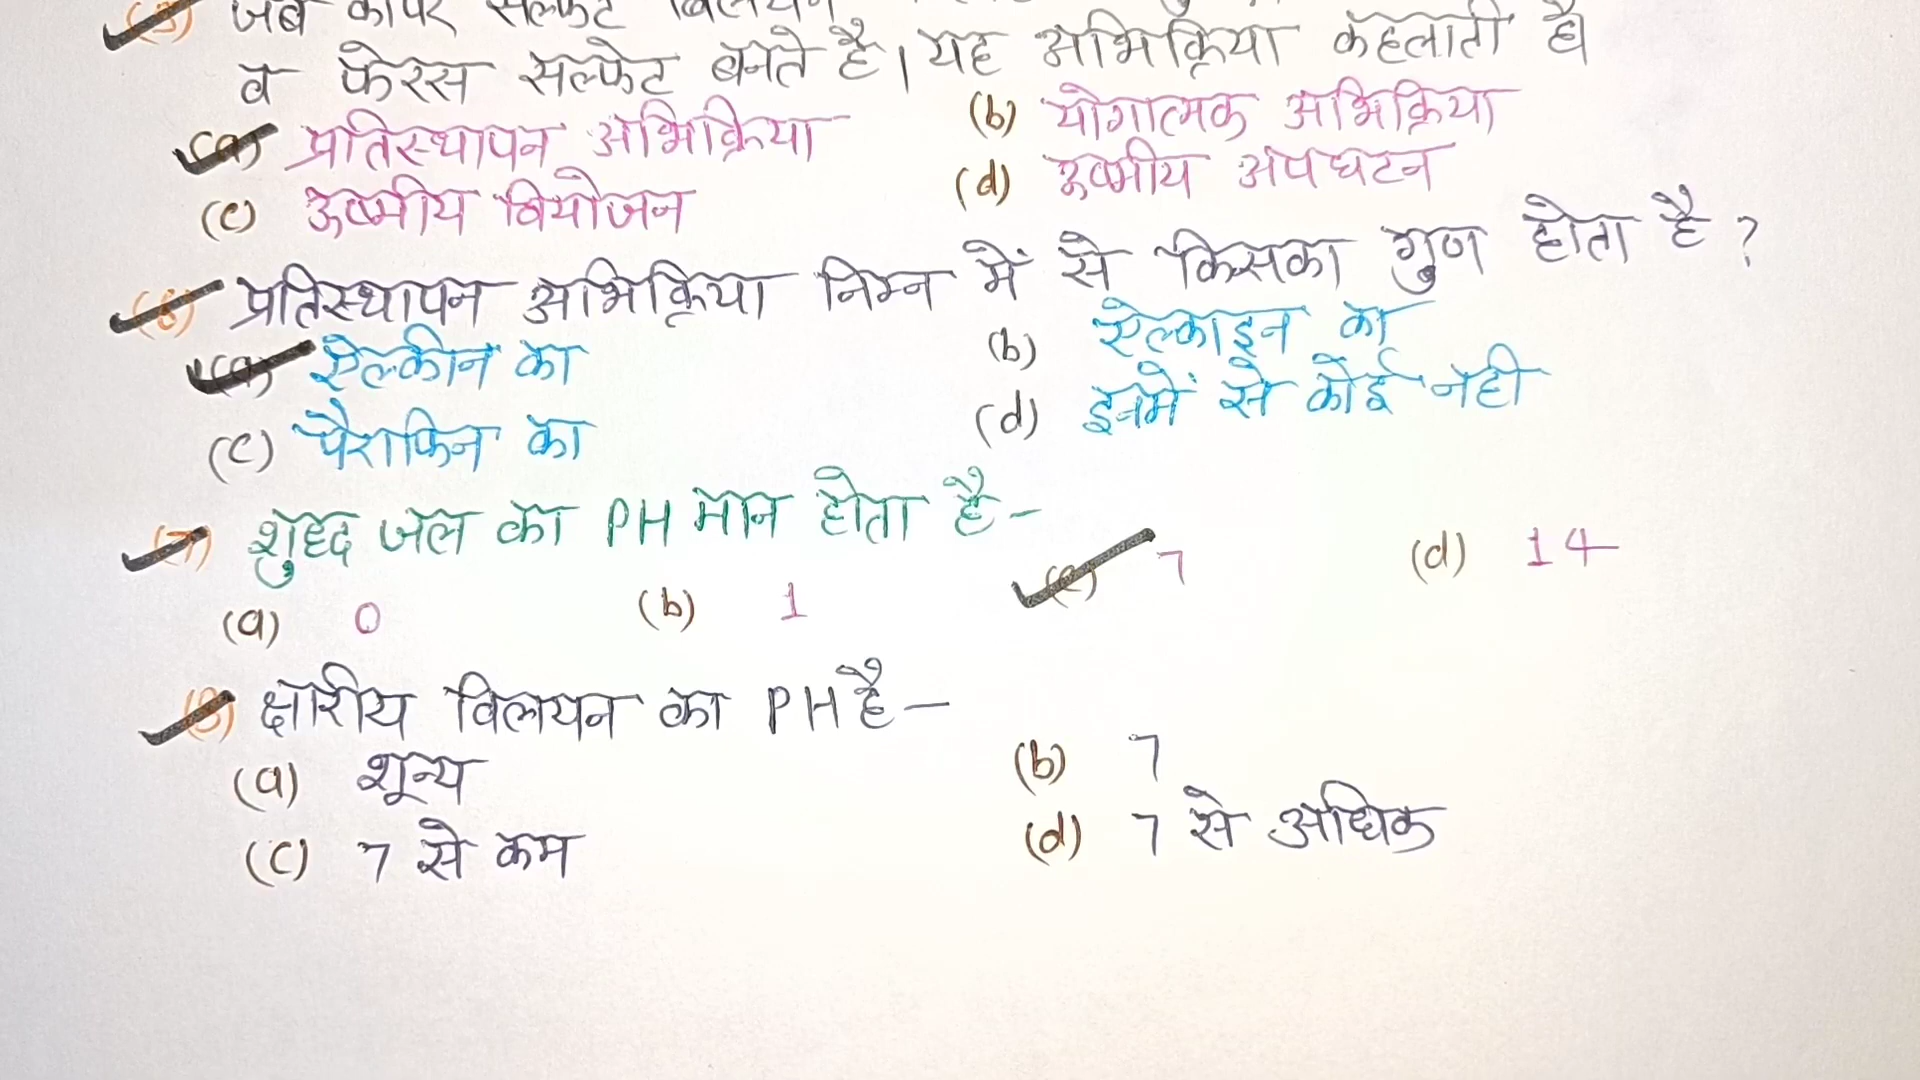 (5) जब कॉपर सल्फेट विलयन
व फेरस सल्फेट बनते है। यह अभिक्रिया कहलाती है
(a) प्रतिस्थापन अभिक्रिया (b) योगात्मक अभिक्रिया
(c) ऊष्मीय वियोजन (d) ऊष्मीय अपघटन
(6) प्रतिस्थापन अभिक्रिया निम्न में से किसका गुण होता है ?
(a) ऐल्कीन का (b) ऐल्काइन का
(c) पैराफिन का (d) इनमें से कोई नही
(7) शुद्ध जल का PH मान होता है-
(a) 0 (b) 1 (c) 7 (d) 14
(8) क्षारीय विलयन का PH है-
(a) शून्य (b) 7
(c) 7 से कम (d) 7 से अधिक